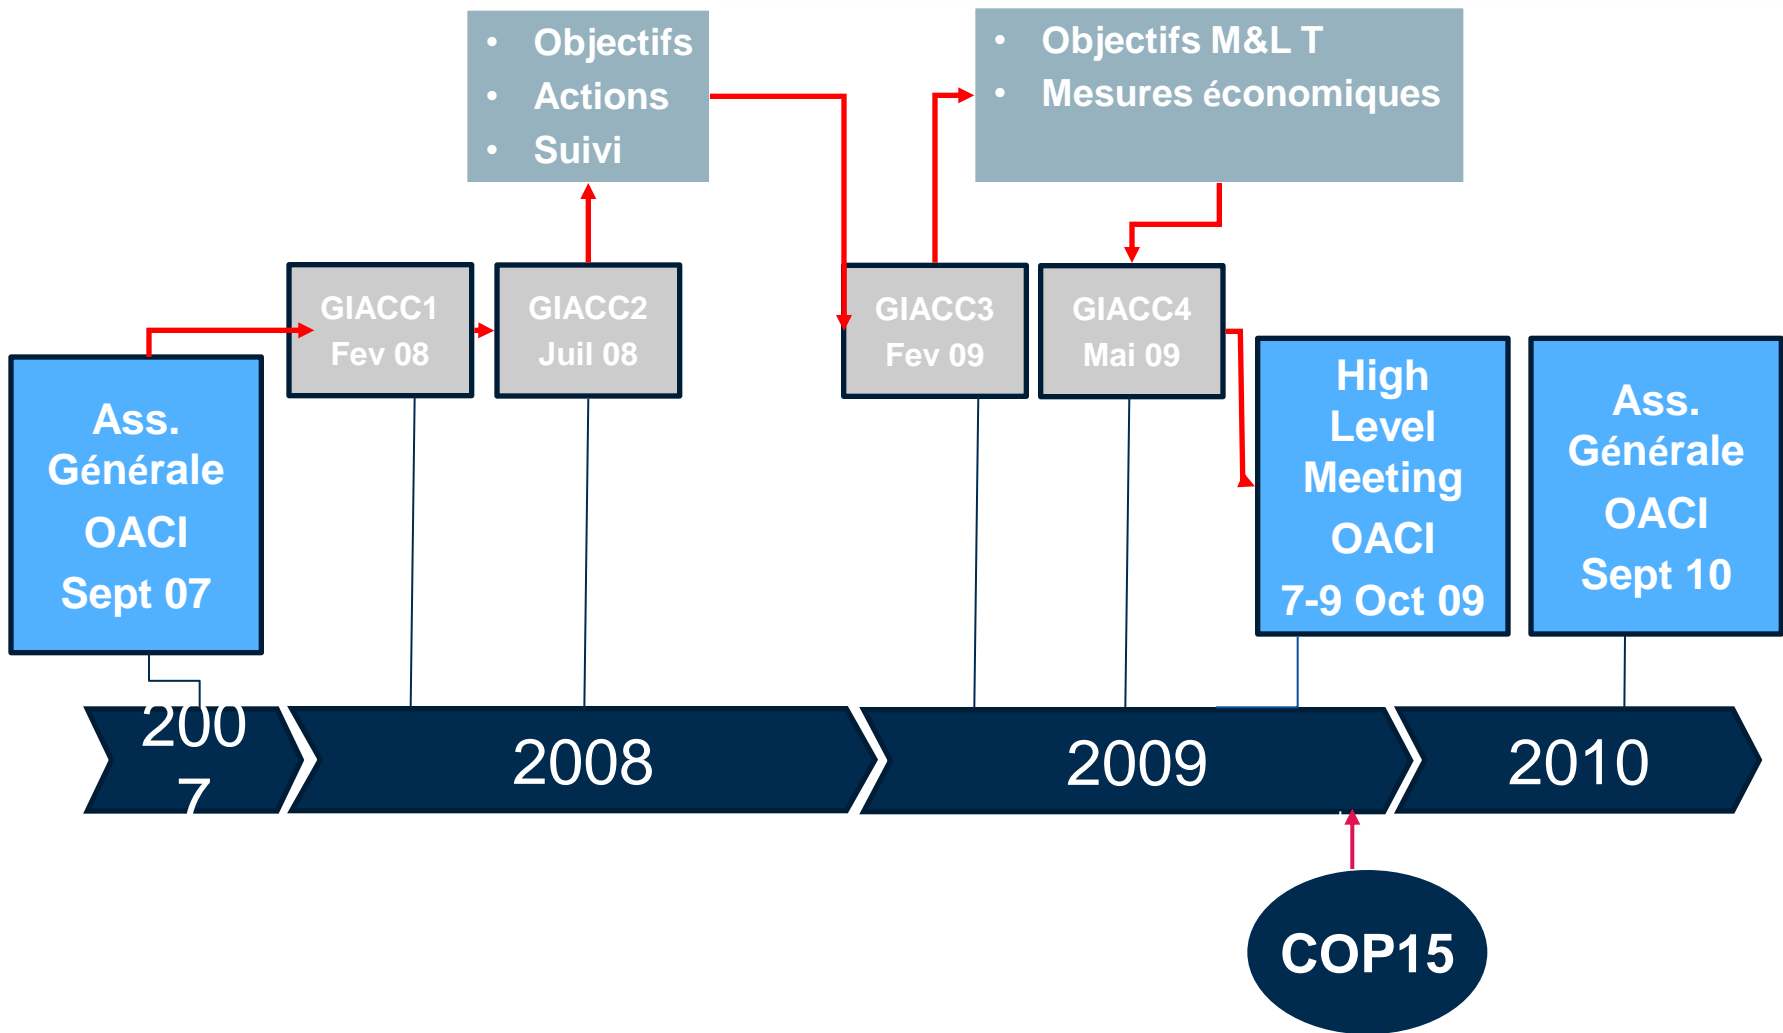 • Objectifs
• Actions
• Suivi
• Objectifs M&L T
• Mesures économiques
GIACC1
Fev 08
GIACC2
Juil 08
GIACC3
Fev 09
GIACC4
Mai 09
Ass.
Générale
OACI
Sept 07
High
Level
Meeting
OACI
7-9 Oct 09
Ass.
Générale
OACI
Sept 10
200
7
2008
2009
2010
COP15